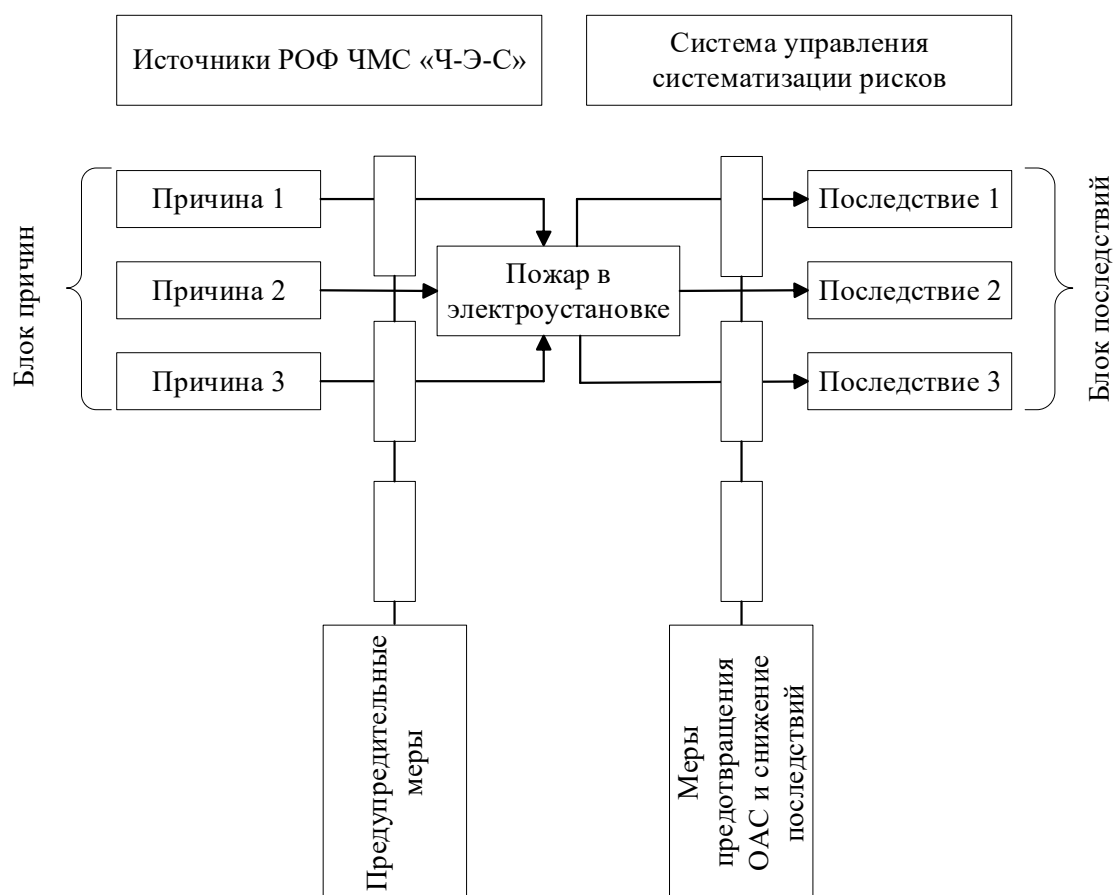 Источники РОФ ЧМС «Ч-Э-С»
Система управления
систематизации рисков
Блок причин
Причина 1
Причина 2
Причина 3
Пожар в
электроустановке
Последствие 1
Последствие 2
Последствие 3
Блок последствий
Предупредительные
меры
Меры
предотвращения
ОАС и снижение
последствий